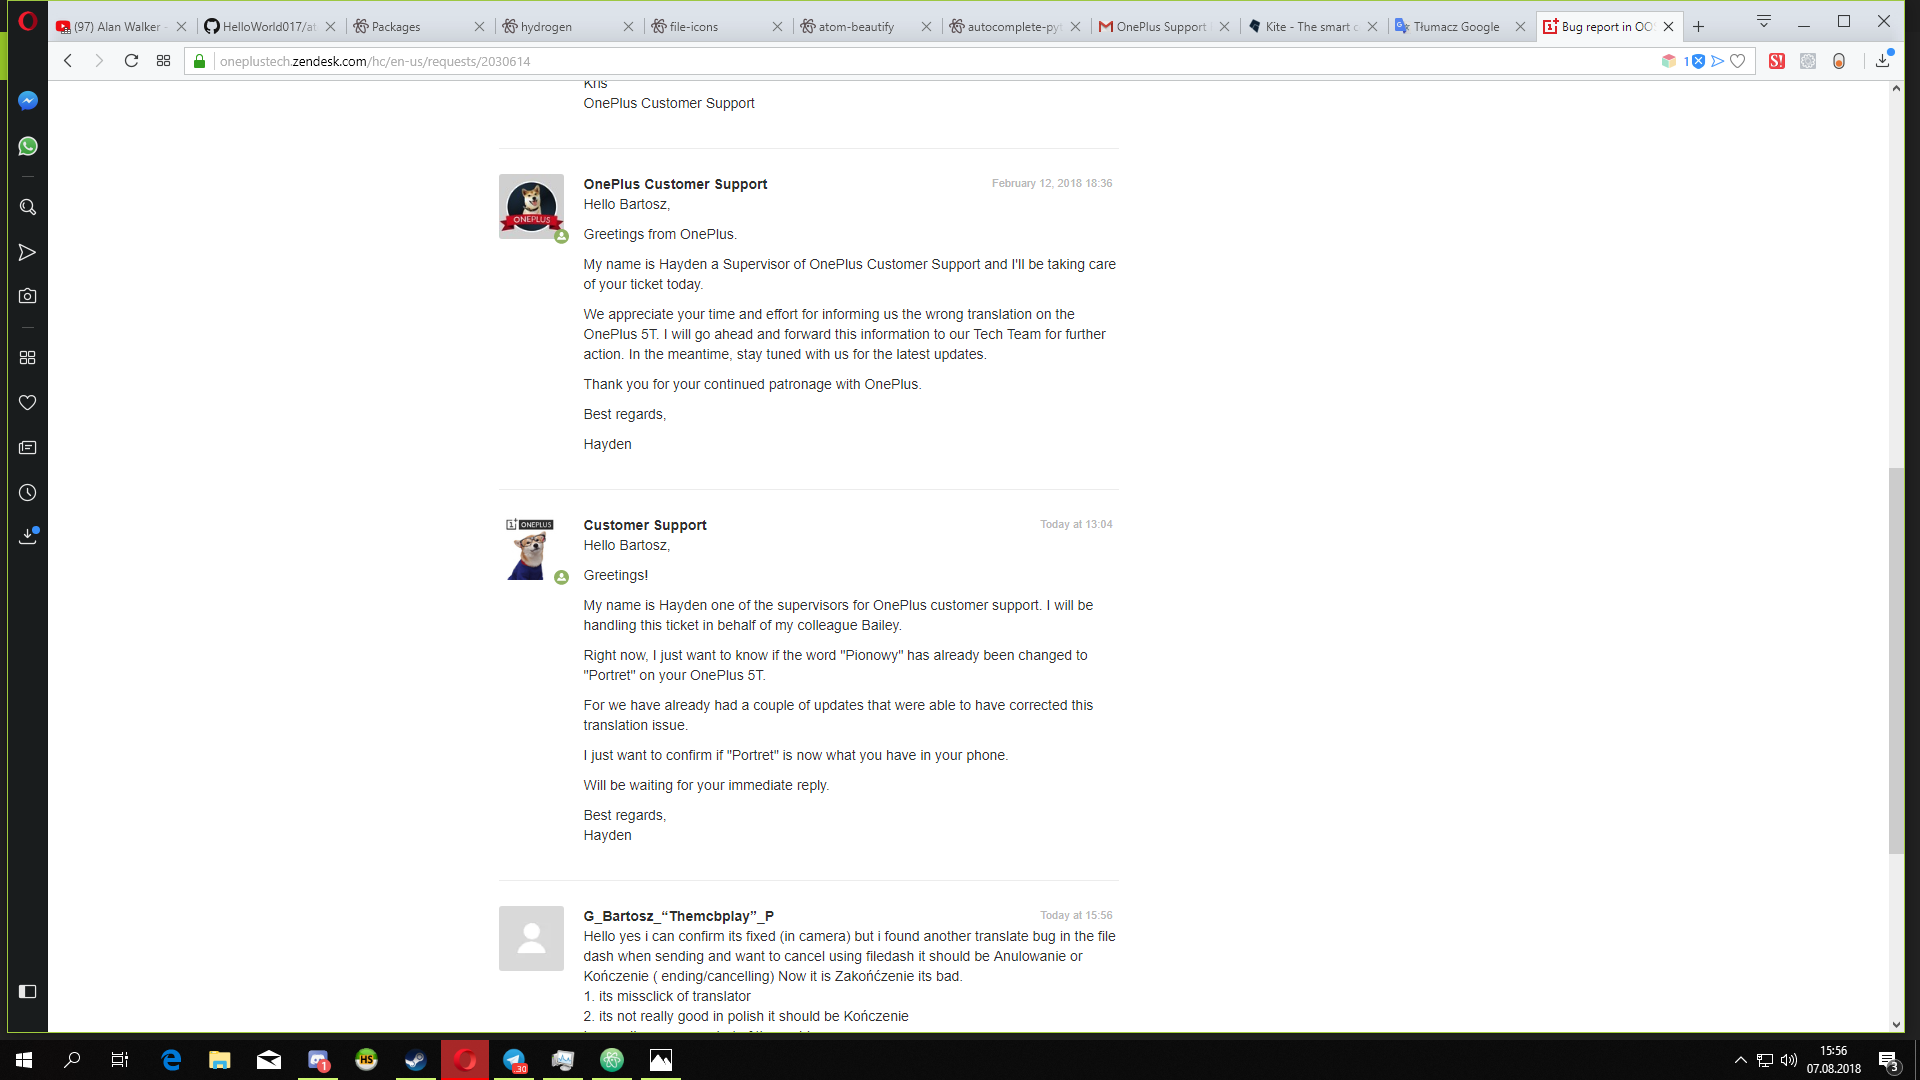 (97) Alan Walker -
HelloWorld017/at
Packages
hydrogen
file-icons
atom-beautify
autocomplete-pyt
OnePlus Support
Kite - The smart c
Tłumacz Google
Bug report in OO
oneplustech.zendesk.com/hc/en-us/requests/2030614
1
S!
Kris
OnePlus Customer Support
ONEPLUS
OnePlus Customer Support
February 12, 2018 18:36
Hello Bartosz,
Greetings from OnePlus.
My name is Hayden a Supervisor of OnePlus Customer Support and I'll be taking care
of your ticket today.
We appreciate your time and effort for informing us the wrong translation on the
OnePlus 5T. I will go ahead and forward this information to our Tech Team for further
action. In the meantime, stay tuned with us for the latest updates.
Thank you for your continued patronage with OnePlus.
Best regards,
Hayden
ONEPLUS
Customer Support
Today at 13:04
Hello Bartosz,
Greetings!
My name is Hayden one of the supervisors for OnePlus customer support. I will be
handling this ticket in behalf of my colleague Bailey.
Right now, I just want to know if the word "Pionowy" has already been changed to
"Portret" on your OnePlus 5T.
For we have already had a couple of updates that were able to have corrected this
translation issue.
I just want to confirm if "Portret" is now what you have in your phone.
Will be waiting for your immediate reply.
Best regards,
Hayden
G_Bartosz_“Themcbplay”_P
Today at 15:56
Hello yes i can confirm its fixed (in camera) but i found another translate bug in the file
dash when sending and want to cancel using filedash it should be Anulowanie or
Kończenie ( ending/cancelling) Now it is Zakońćzenie its bad.
1. its missclick of translator
2. its not really good in polish it should be Kończenie
1
HS
30
15:56
07.08.2018
3